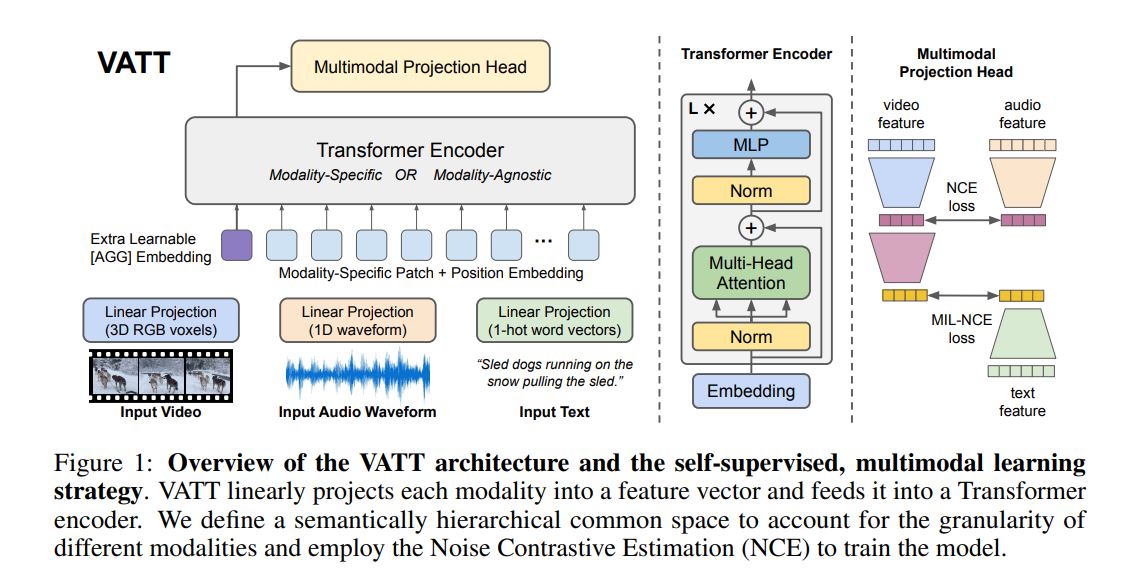 VATT
Multimodal Projection Head
Transformer Encoder
Modality-Specific OR Modality-Agnostic
Extra Learnable
[AGG] Embedding
...
Modality-Specific Patch + Position Embedding
Linear Projection
(3D RGB voxels)
Linear Projection
(1D waveform)
Linear Projection
(1-hot word vectors)
"Sled dogs running on the
snow pulling the sled."
Input Video
Input Audio Waveform
Input Text
Transformer Encoder
L ×
+
MLP
Norm
+
Multi-Head
Attention
Norm
Embedding
Multimodal
Projection Head
video
feature
audio
feature
NCE
loss
MIL-NCE
loss
text
feature
Figure 1: Overview of the VATT architecture and the self-supervised, multimodal learning
strategy. VATT linearly projects each modality into a feature vector and feeds it into a Transformer
encoder. We define a semantically hierarchical common space to account for the granularity of
different modalities and employ the Noise Contrastive Estimation (NCE) to train the model.